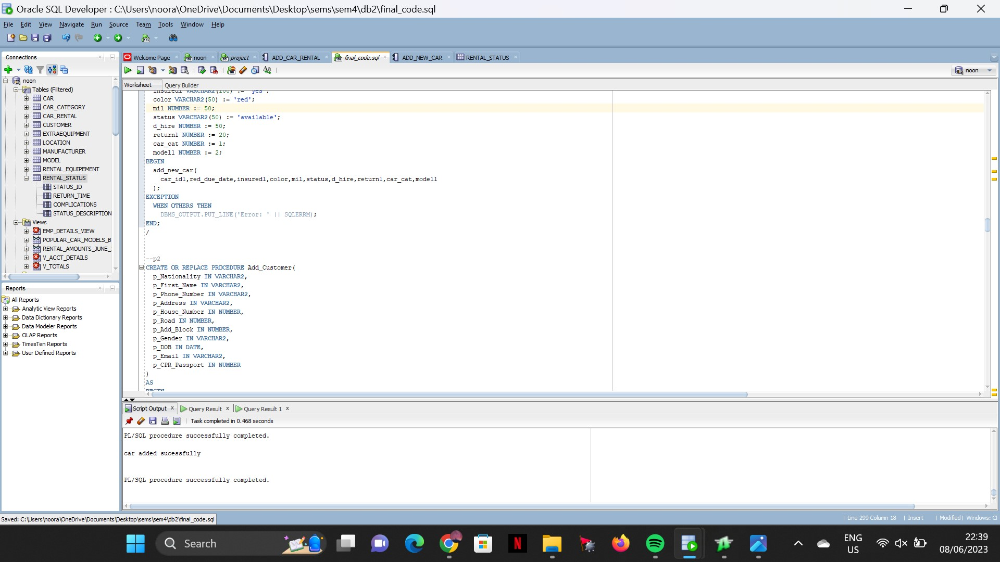 Oracle SQL Developer : C:\Users\noora\OneDrive\Documents\Desktop\sems\sem4\db2\final_code.sql
File Edit View Navigate Run Source Team Tools Window Help
Connections
Welcome Page noon project ADD_CAR_RENTAL final_code.sql ADD_NEW_CAR RENTAL_STATUS
noon
Worksheet Query Builder
noon
Tables (Filtered)
CAR
CAR_CATEGORY
CAR_RENTAL
CUSTOMER
EXTRAEQUIPMENT
LOCATION
MANUFACTURER
MODEL
RENTAL_EQUIPEMENT
RENTAL_STATUS
STATUS_ID
RETURN_TIME
COMPLICATIONS
STATUS_DESCRIPTION
Views
EMP_DETAILS_VIEW
POPULAR_CAR_MODELS_B
RENTAL_AMOUNTS_JUNE_
V_ACCT_DETAILS
V_TOTALS
Reports
All Reports
Analytic View Reports
Data Dictionary Reports
Data Modeler Reports
OLAP Reports
TimesTen Reports
User Defined Reports
insured1 VARCHAR2(100) := 'yes';
color VARCHAR2(50) := 'red';
mil NUMBER := 50;
status VARCHAR2(50) := 'available';
d_hire NUMBER := 50;
return1 NUMBER := 20;
car_cat NUMBER := 1;
model1 NUMBER := 2;
BEGIN
add_new_car(
car_id1,red_due_date,insured1,color,mil,status,d_hire,return1,car_cat,model1
);
EXCEPTION
WHEN OTHERS THEN
DBMS_OUTPUT.PUT_LINE('Error: ' || SQLERRM);
END;
/
--p2
CREATE OR REPLACE PROCEDURE Add_Customer(
p_Nationality IN VARCHAR2,
p_First_Name IN VARCHAR2,
p_Phone_Number IN VARCHAR2,
p_Address IN VARCHAR2,
p_House_Number IN NUMBER,
p_Road IN NUMBER,
p_Add_Block IN NUMBER,
p_Gender IN VARCHAR2,
p_DOB IN DATE,
p_Email IN VARCHAR2,
p_CPR_Passport IN NUMBER
)
AS
BEGIN
Script Output Query Result Query Result 1
Task completed in 0.468 seconds
PL/SQL procedure successfully completed.
car added sucessfully
PL/SQL procedure successfully completed.
Saved: C:\Users\noora\OneDrive\Documents\Desktop\sems\sem4\db2\final_code.sql
Line 299 Column 18 | Insert | Modified | Windows: CF
Search
ENG
US
22:39
08/06/2023